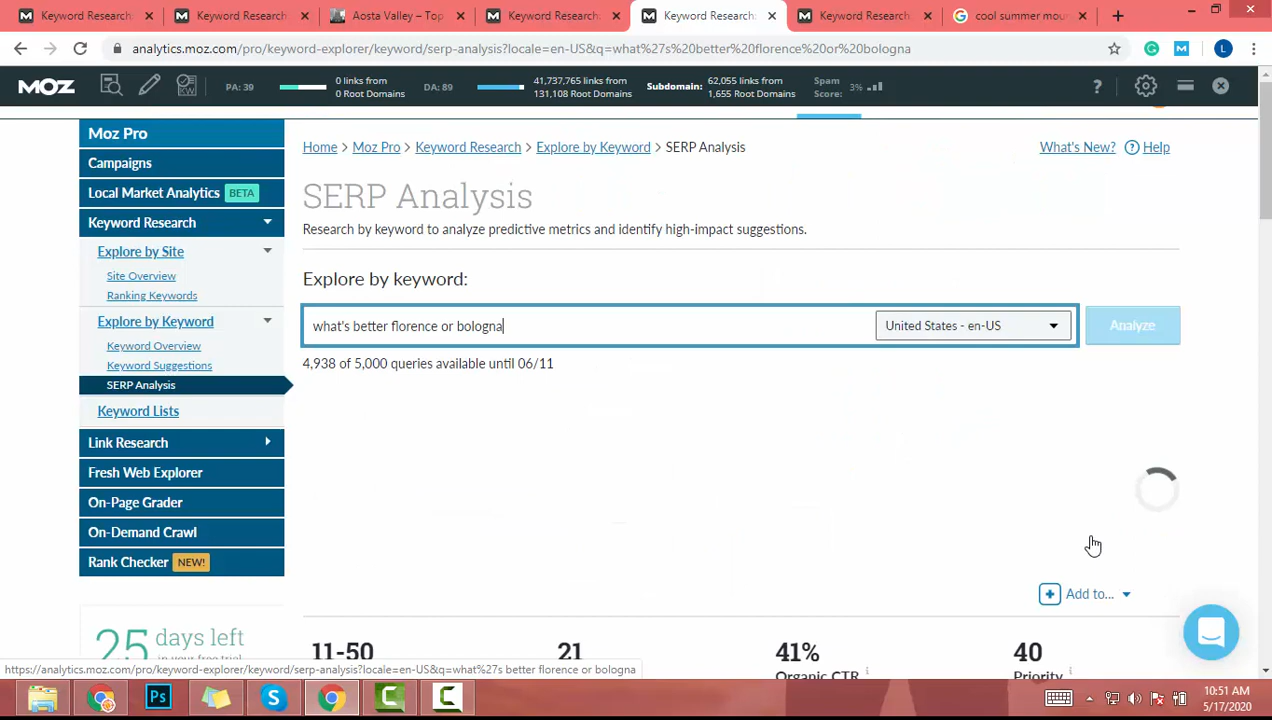 Keyword Research
Keyword Research
Aosta Valley – Top
Keyword Research
Keyword Research
Keyword Research
cool summer mou
analytics.moz.com/pro/keyword-explorer/keyword/serp-analysis?locale=en-US&q=what%27s%20better%20florence%20or%20bologna
L
MOZ
KW
PA: 39
0 links from
0 Root Domains
DA: 89
41,737,765 links from
131,108 Root Domains
Subdomain:
62,055 links from
1,655 Root Domains
Spam
Score:
3%
?
Moz Pro
Campaigns
Local Market Analytics BETA
Keyword Research
Explore by Site
Site Overview
Ranking Keywords
Explore by Keyword
Keyword Overview
Keyword Suggestions
SERP Analysis
Keyword Lists
Link Research
Fresh Web Explorer
On-Page Grader
On-Demand Crawl
Rank Checker NEW!
25 days left
in your free trial
Home > Moz Pro > Keyword Research > Explore by Keyword > SERP Analysis
What's New? ? Help
SERP Analysis
Research by keyword to analyze predictive metrics and identify high-impact suggestions.
Explore by keyword:
what's better florence or bologna
United States - en-US
Analyze
4,938 of 5,000 queries available until 06/11
+ Add to...
11-50
21
41%
Organic CTR
40
Priority
https://analytics.moz.com/pro/keyword-explorer/keyword/serp-analysis?locale=en-US&q=what%27s better florence or bologna
Ps
S
C
C
10:51 AM
5/17/2020